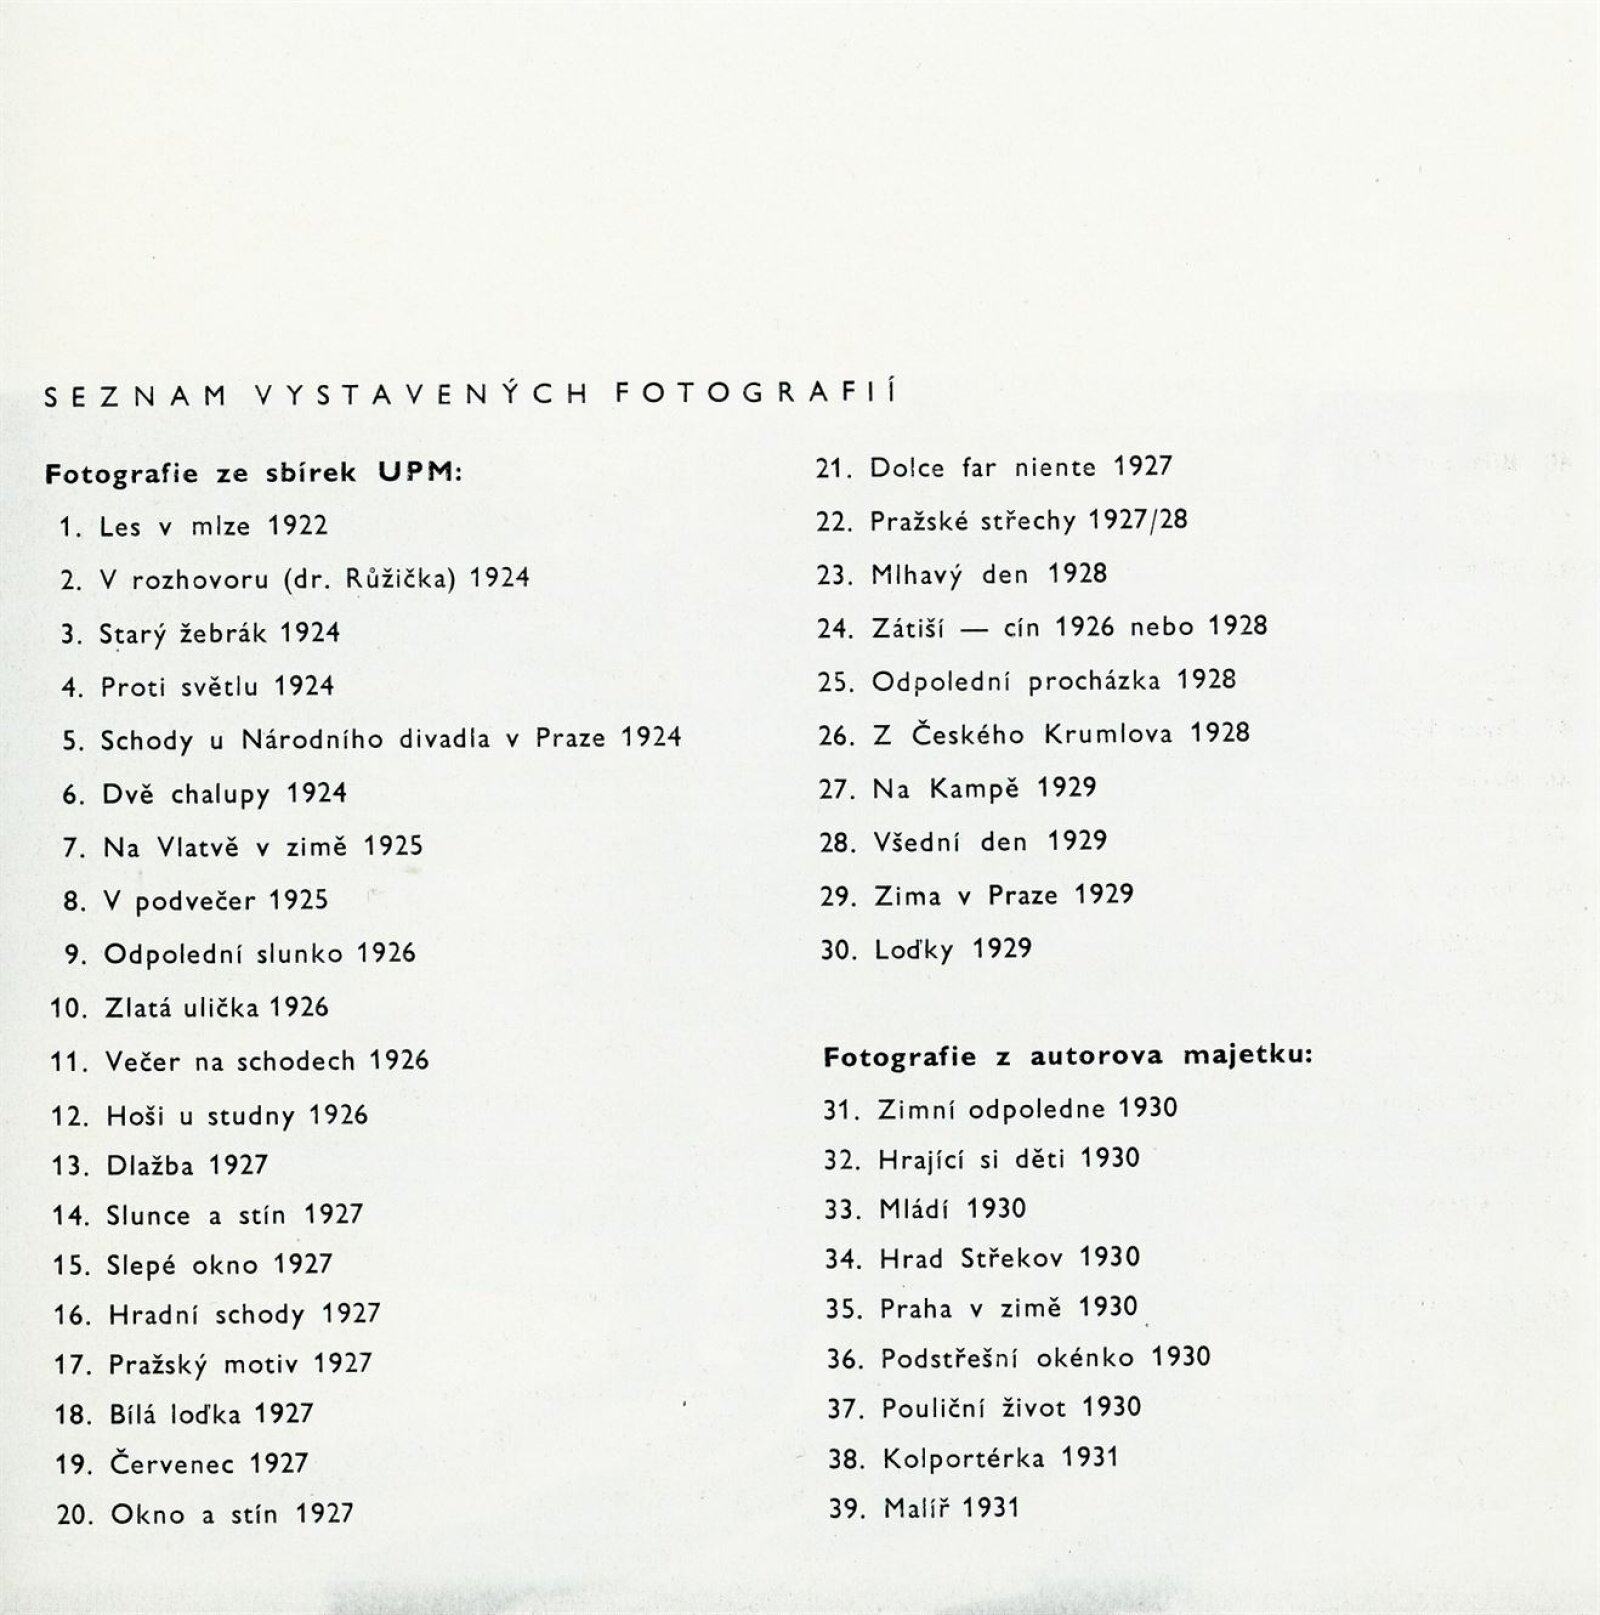 SEZNAM VYSTAVENÝCH FOTOGRAFIÍ
Fotografie ze sbírek UPM:
1. Les v mlze 1922
2. V rozhovoru (dr. Růžička) 1924
3. Starý žebrák 1924
4. Proti světlu 1924
5. Schody u Národního divadla v Praze 1924
6. Dvě chalupy 1924
7. Na Vlatvě v zimě 1925
8. V podvečer 1925
9. Odpolední slunko 1926
10. Zlatá ulička 1926
11. Večer na schodech 1926
12. Hoši u studny 1926
13. Dlažba 1927
14. Slunce a stín 1927
15. Slepé okno 1927
16. Hradní schody 1927
17. Pražský motiv 1927
18. Bílá loďka 1927
19. Červenec 1927
20. Okno a stín 1927
21. Dolce far niente 1927
22. Pražské střechy 1927/28
23. Mlhavý den 1928
24. Zátiší — cín 1926 nebo 1928
25. Odpolední procházka 1928
26. Z Českého Krumlova 1928
27. Na Kampě 1929
28. Všední den 1929
29. Zima v Praze 1929
30. Loďky 1929
Fotografie z autorova majetku:
31. Zimní odpoledne 1930
32. Hrající si děti 1930
33. Mládí 1930
34. Hrad Střekov 1930
35. Praha v zimě 1930
36. Podstřešní okénko 1930
37. Pouliční život 1930
38. Kolportérka 1931
39. Malíř 1931